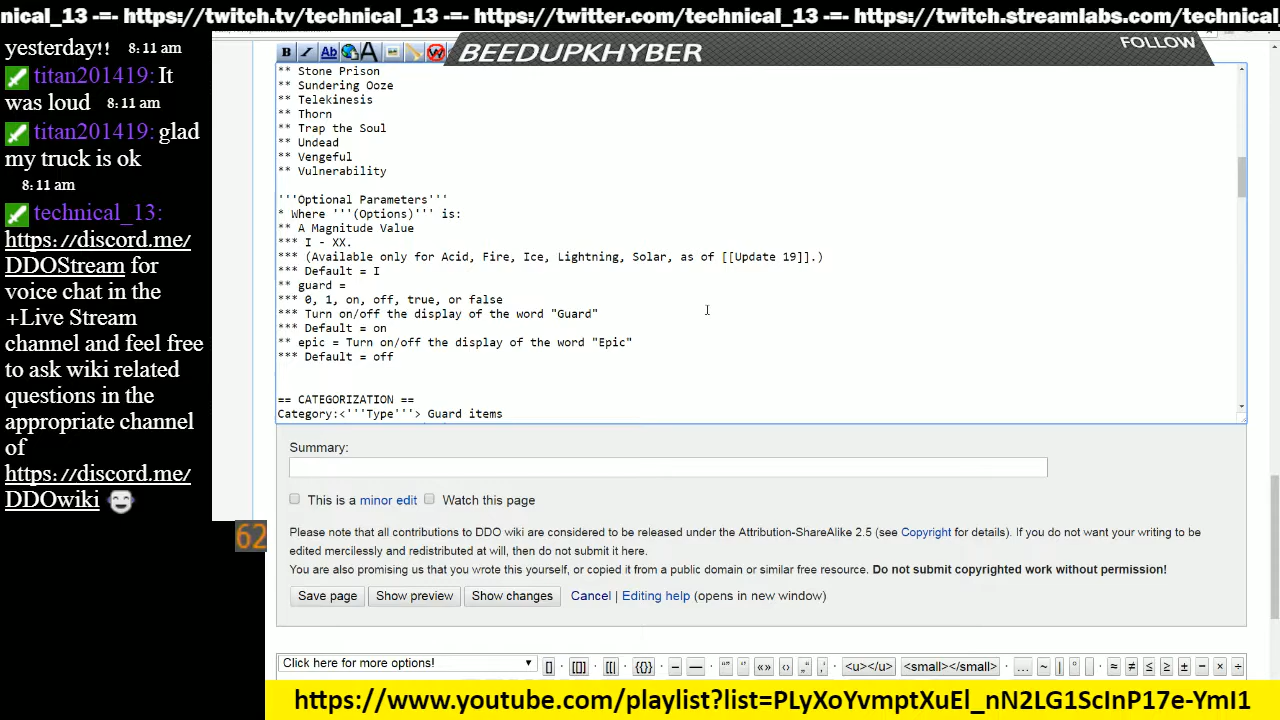 nical_13 -=- https://twitch.tv/technical_13 -=- https://twitter.com/technical_13 -=- https://twitch.streamlabs.com/technical_
yesterday!! 8:11 am
titan201419: It
was loud 8:11 am
titan201419: glad
my truck is ok
8:11 am
technical_13:
https://discord.me/
DDOStream for
voice chat in the
+Live Stream
channel and feel free
to ask wiki related
questions in the
appropriate channel
of
https://discord.me/
DDOwiki
62
B I Ab A W
BEEDUPKHYBER
FOLLOW
** Stone Prison
** Sundering Ooze
** Telekinesis
** Thorn
** Trap the Soul
** Undead
** Vengeful
** Vulnerability
'''Optional Parameters'''
* Where '''(Options)''' is:
** A Magnitude Value
*** I - XX.
*** (Available only for Acid, Fire, Ice, Lightning, Solar, as of [[Update 19]].)
*** Default = I
** guard =
*** 0, 1, on, off, true, or false
*** Turn on/off the display of the word "Guard"
*** Default = on
** epic = Turn on/off the display of the word "Epic"
*** Default = off
== CATEGORIZATION ==
Category:<'''Type'''> Guard items
Summary:
This is a minor edit Watch this page
Please note that all contributions to DDO wiki are considered to be released under the Attribution-ShareAlike 2.5 (see Copyright for details). If you do not want your writing to
be edited mercilessly and redistributed at will, then do not submit it here.
You are also promising us that you wrote this yourself, or copied it from a public domain or similar free resource. Do not submit copyrighted work without permission!
Save page Show preview Show changes Cancel | Editing help (opens in new window)
Click here for more options! [] · [[]] · [[| · {{}} · – · — · “” · ‘’ · «» · ‹› · „“ · ‚‘ · <u></u> · <small></small> · … · ~ · | · ° · · ≈ · ≠ · ≤ · ≥ · ± · − · × · ÷
https://www.youtube.com/playlist?list=PLyXoYvmptXuEl_nN2LG1ScInP17e-YmI1